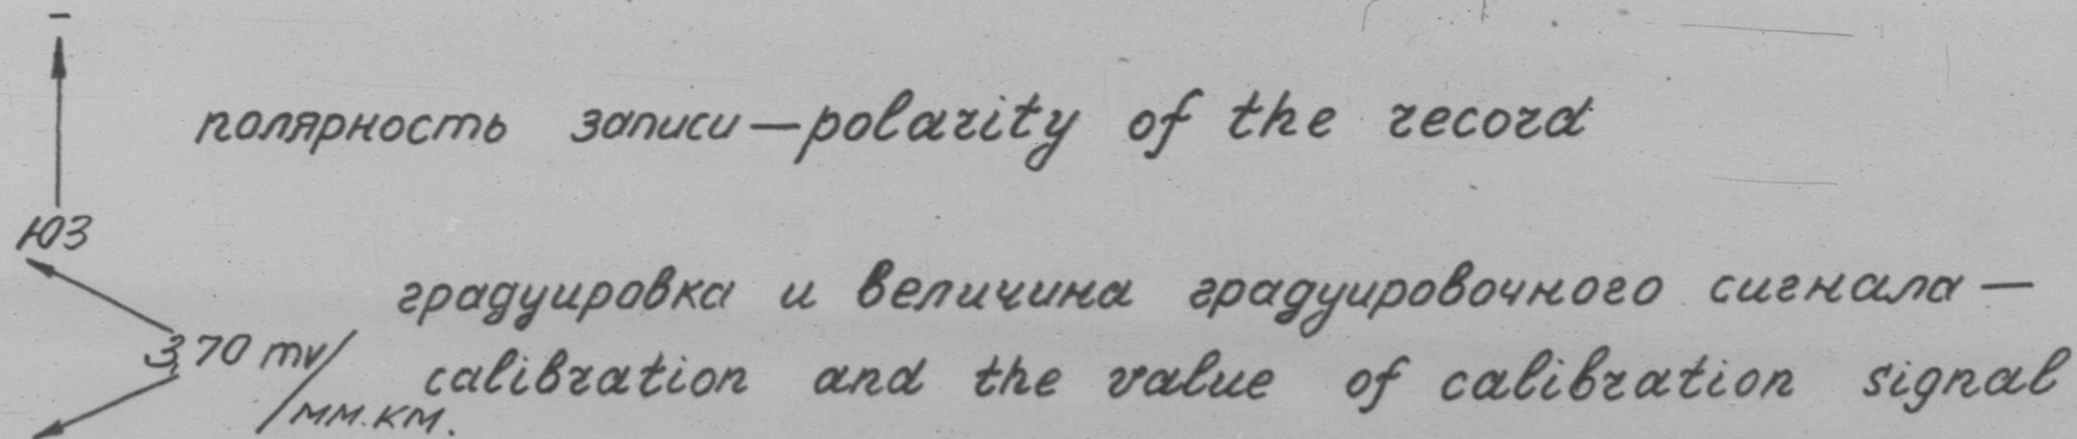 –
полярность записи — polarity of the record
ЮЗ
градуировка и величина градуировочного сигнала —
3,70 mv/мм.км.
calibration and the value of calibration signal